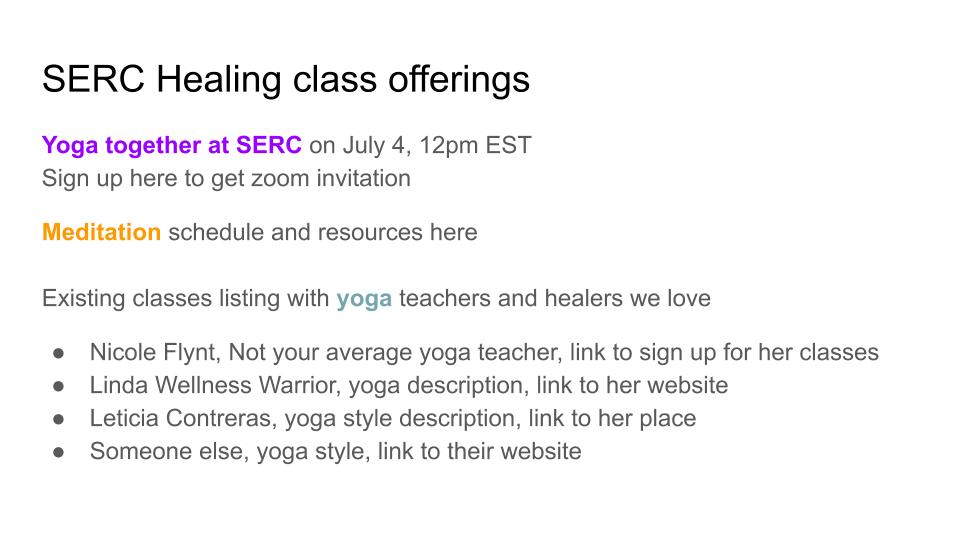 SERC Healing class offerings
Yoga together at SERC on July 4, 12pm EST
Sign up here to get zoom invitation
Meditation schedule and resources here
Existing classes listing with yoga teachers and healers we love
● Nicole Flynt, Not your average yoga teacher, link to sign up for her classes
● Linda Wellness Warrior, yoga description, link to her website
● Leticia Contreras, yoga style description, link to her place
● Someone else, yoga style, link to their website